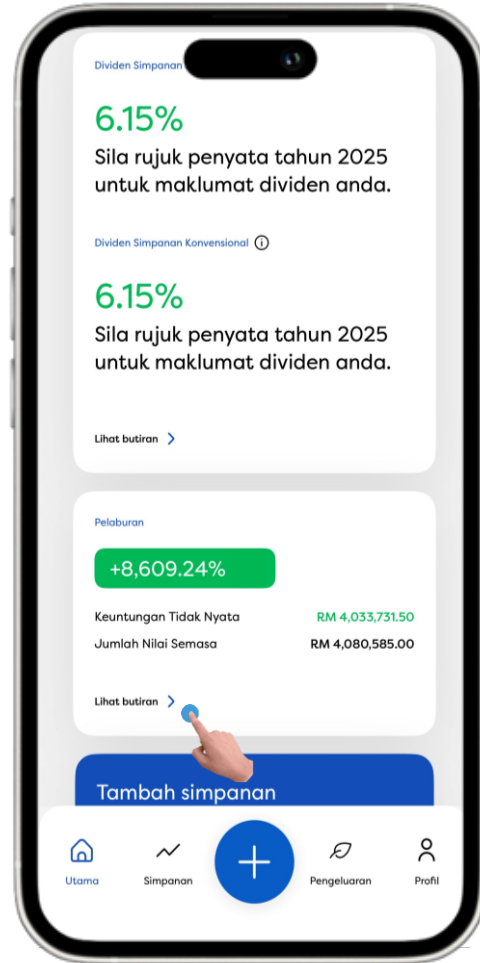 Dividen Simpanan
6.15%
Sila rujuk penyata tahun 2025
untuk maklumat dividen anda.
Dividen Simpanan Konvensional
6.15%
Sila rujuk penyata tahun 2025
untuk maklumat dividen anda.
Lihat butiran
Pelaburan
+8,609.24%
Keuntungan Tidak Nyata RM 4,033,731.50
Jumlah Nilai Semasa RM 4,080,585.00
Lihat butiran
Tambah simpanan
Utama Simpanan Pengeluaran Profil